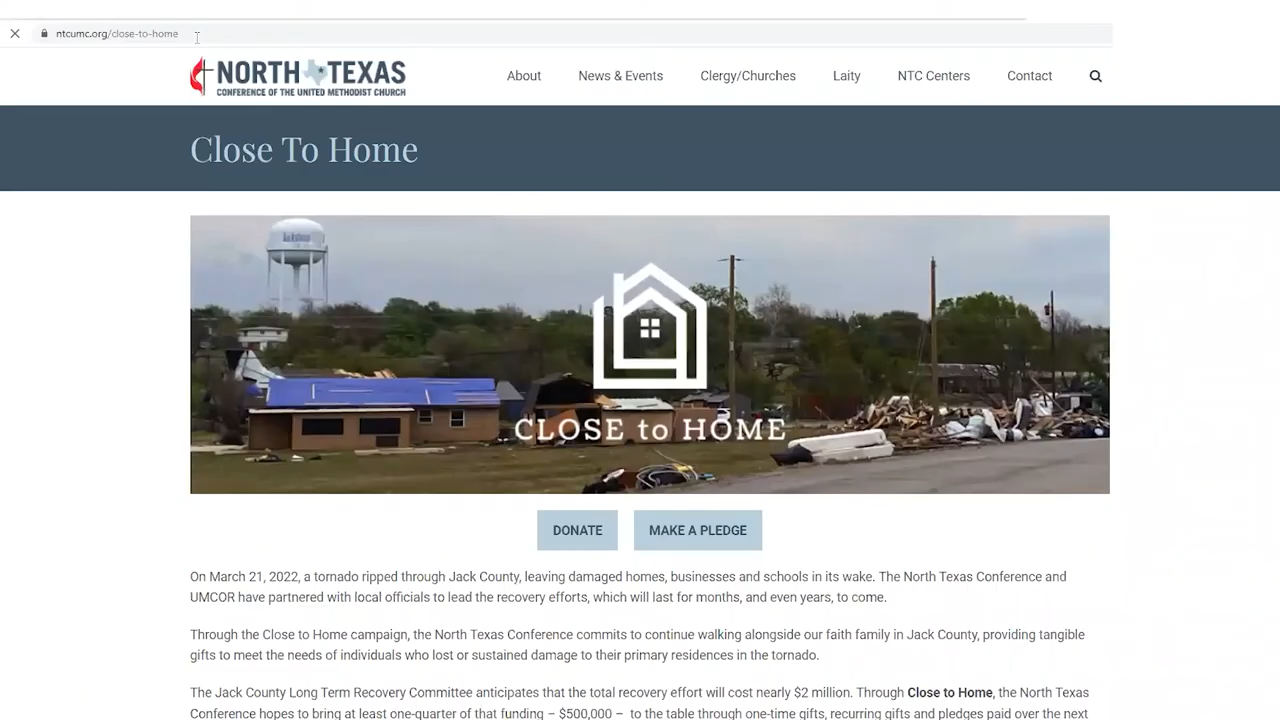 ntcumc.org/close-to-home
NORTH TEXAS
CONFERENCE OF THE UNITED METHODIST CHURCH
About News & Events Clergy/Churches Laity NTC Centers Contact
Close To Home
CLOSE to HOME
DONATE MAKE A PLEDGE
On March 21, 2022, a tornado ripped through Jack County, leaving damaged homes, businesses and schools in its wake. The North Texas Conference and
UMCOR have partnered with local officials to lead the recovery efforts, which will last for months, and even years, to come.
Through the Close to Home campaign, the North Texas Conference commits to continue walking alongside our faith family in Jack County, providing tangible
gifts to meet the needs of individuals who lost or sustained damage to their primary residences in the tornado.
The Jack County Long Term Recovery Committee anticipates that the total recovery effort will cost nearly $2 million. Through Close to Home, the North Texas
Conference hopes to bring at least one-quarter of that funding – $500,000 – to the table through one-time gifts, recurring gifts and pledges paid over the next